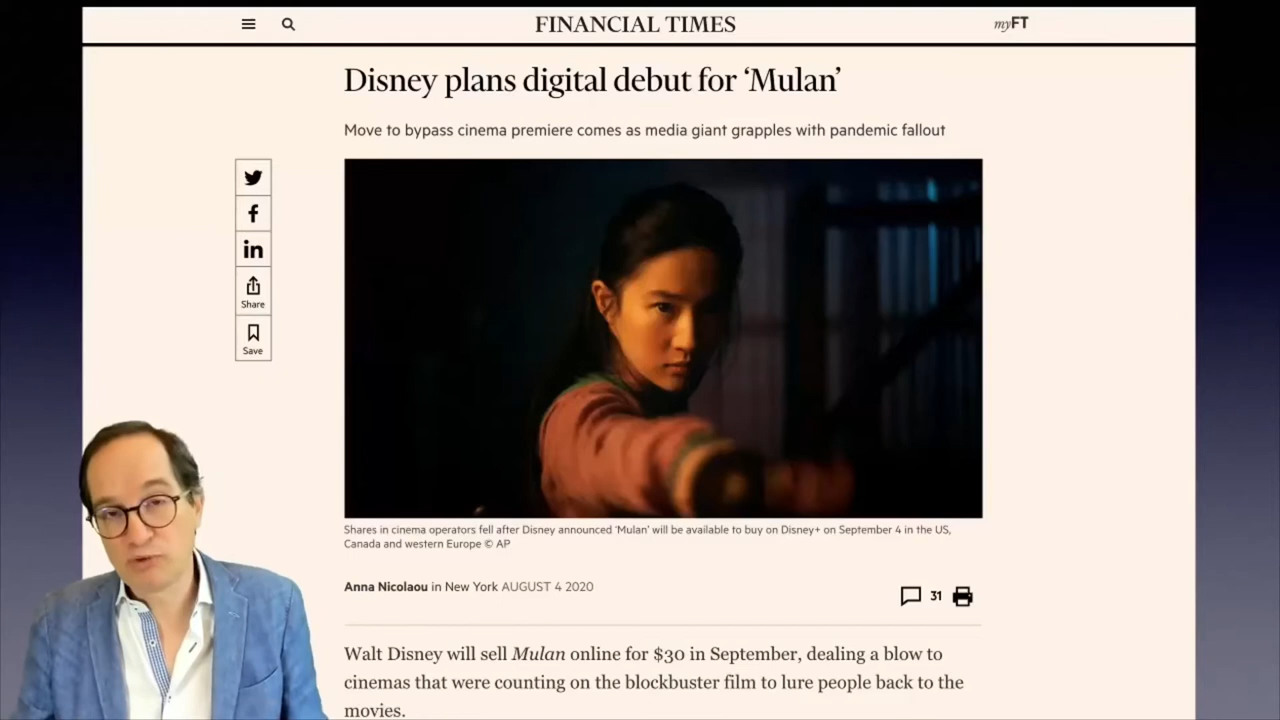 FINANCIAL TIMES
myFT
Disney plans digital debut for ‘Mulan’
Move to bypass cinema premiere comes as media giant grapples with pandemic fallout
Share
Save
Shares in cinema operators fell after Disney announced ‘Mulan’ will be available to buy on Disney+ on September 4 in the US,
Canada and western Europe © AP
Anna Nicolaou in New York AUGUST 4 2020
31
Walt Disney will sell Mulan online for $30 in September, dealing a blow to
cinemas that were counting on the blockbuster film to lure people back to the
movies.